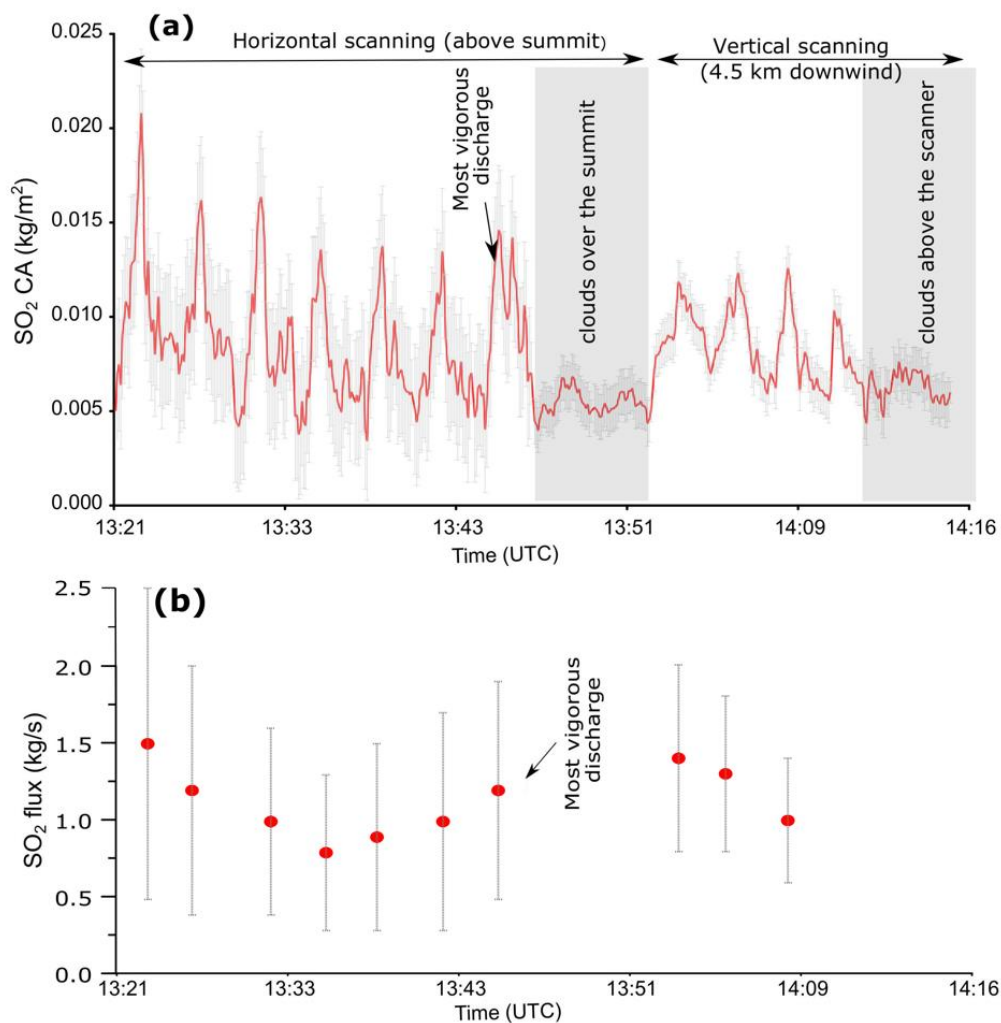 (a)
Horizontal scanning (above summit)
Vertical scanning
(4.5 km downwind)
0.025
0.020
0.015
0.010
0.005
0.000
SO₂ CA (kg/m²)
Most vigorous
discharge
clouds over the summit
clouds above the scanner
13:21
13:33
13:43
13:51
14:09
14:16
Time (UTC)
(b)
2.5
2.0
1.5
1.0
0.5
0.0
SO₂ flux (kg/s)
Most vigorous
discharge
13:21
13:33
13:43
13:51
14:09
14:16
Time (UTC)